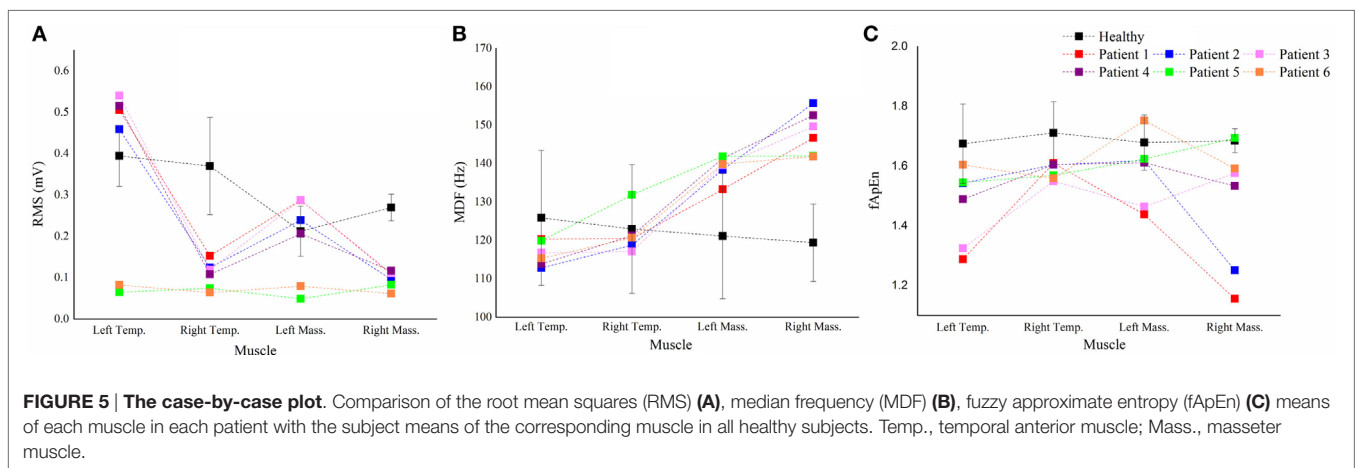 A
RMS (mV)
0.6
0.5
0.4
0.3
0.2
0.1
0.0
Left Temp. Right Temp. Left Mass. Right Mass.
Muscle
B
MDF (Hz)
170
160
150
140
130
120
110
100
Left Temp. Right Temp. Left Mass. Right Mass.
Muscle
C
fApEn
2.0
1.8
1.6
1.4
1.2
Healthy
Patient 1 Patient 2 Patient 3
Patient 4 Patient 5 Patient 6
Left Temp. Right Temp. Left Mass. Right Mass.
Muscle
FIGURE 5 | The case-by-case plot. Comparison of the root mean squares (RMS) (A), median frequency (MDF) (B), fuzzy approximate entropy (fApEn) (C) means
of each muscle in each patient with the subject means of the corresponding muscle in all healthy subjects. Temp., temporal anterior muscle; Mass., masseter
muscle.